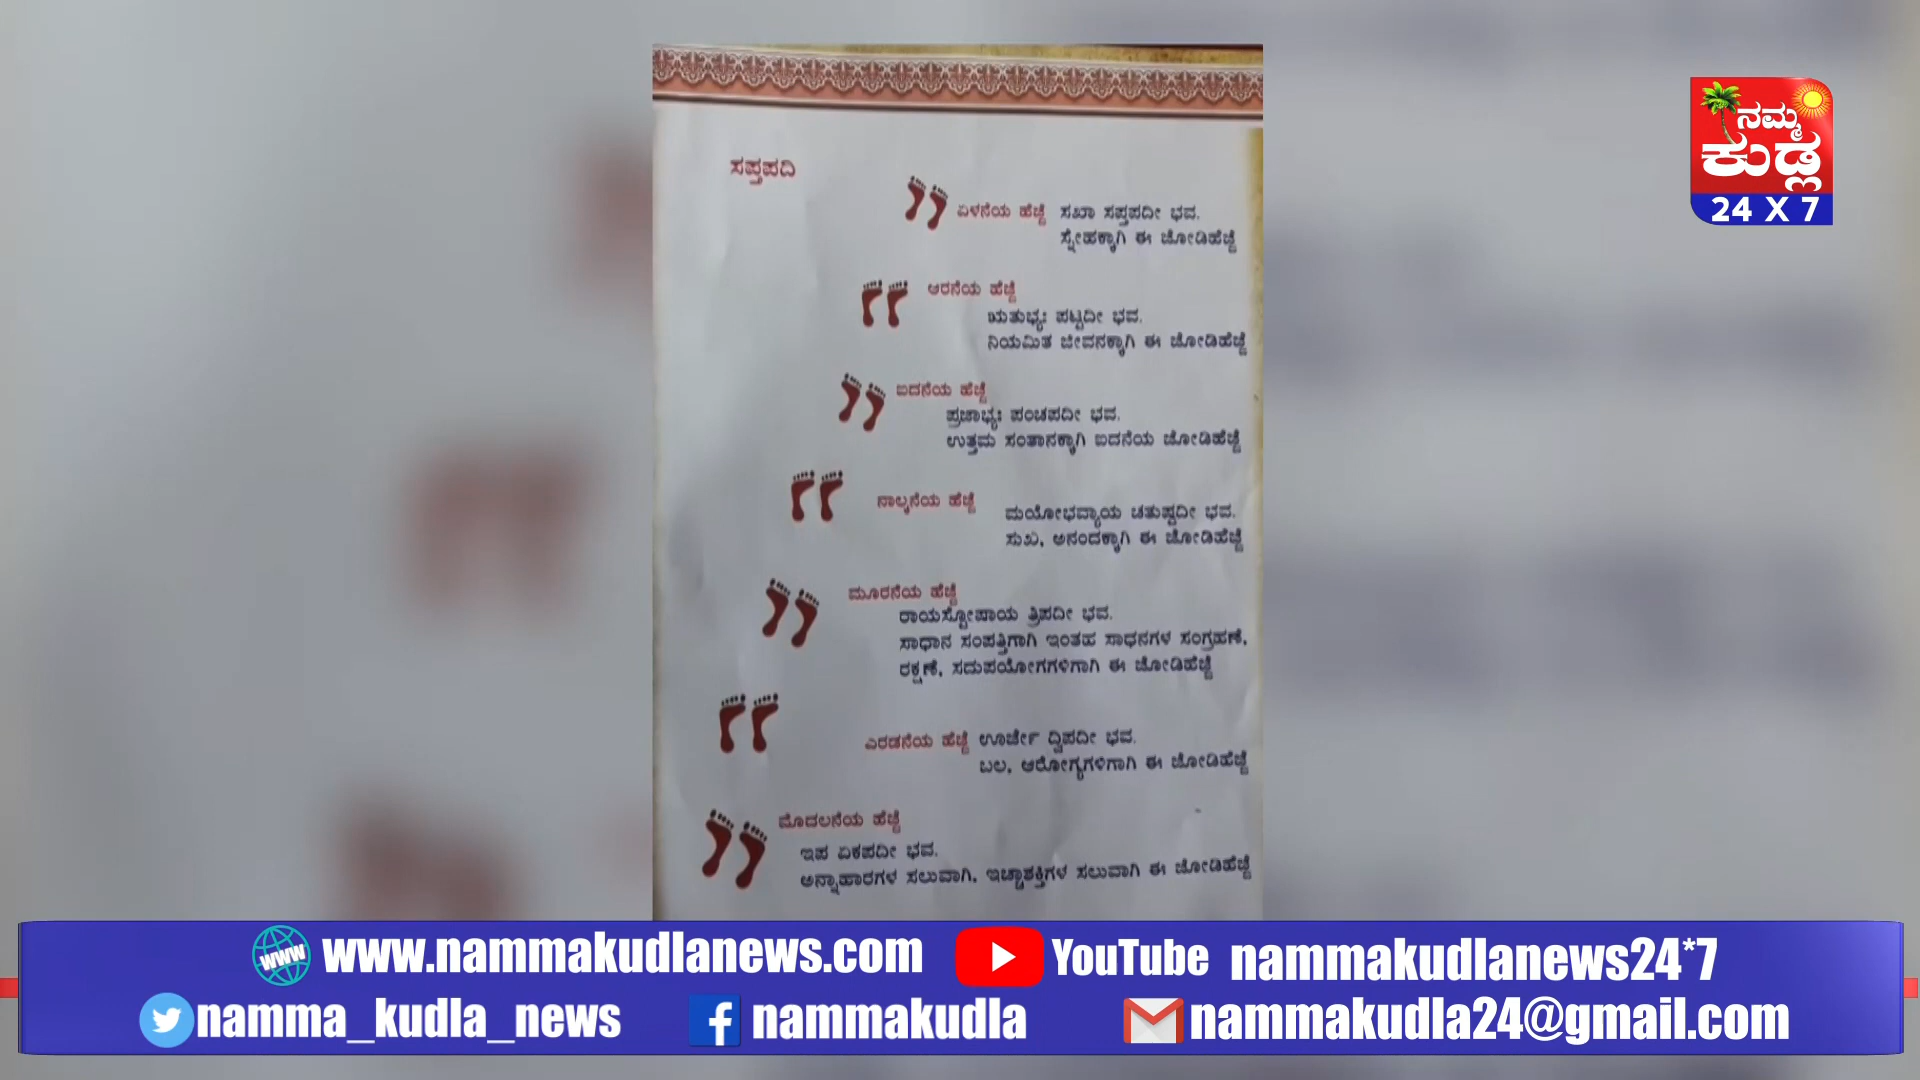 ಸಪ್ತಪದಿ
ಏಳನೆಯ ಹೆಜ್ಜೆ ಸಖಾ ಸಪ್ತಪದೀ ಭವ.
ಸ್ನೇಹಕ್ಕಾಗಿ ಈ ಜೋಡಿಹೆಜ್ಜೆ
ಆರನೆಯ ಹೆಜ್ಜೆ
ಋತುಭ್ಯಃ ಷಟ್ಪದೀ ಭವ.
ನಿಯಮಿತ ಜೀವನಕ್ಕಾಗಿ ಈ ಜೋಡಿಹೆಜ್ಜೆ
ಐದನೆಯ ಹೆಜ್ಜೆ
ಪ್ರಜಾಭ್ಯಃ ಪಂಚಪದೀ ಭವ.
ಉತ್ತಮ ಸಂತಾನಕ್ಕಾಗಿ ಐದನೆಯ ಜೋಡಿಹೆಜ್ಜೆ
ನಾಲ್ಕನೆಯ ಹೆಜ್ಜೆ
ಮಯೋಭವ್ಯಾಯ ಚತುಷ್ಪದೀ ಭವ.
ಸುಖ, ಆನಂದಕ್ಕಾಗಿ ಈ ಜೋಡಿಹೆಜ್ಜೆ
ಮೂರನೆಯ ಹೆಜ್ಜೆ
ರಾಯಸ್ಪೋಷಾಯ ತ್ರಿಪದೀ ಭವ.
ಸಾಧಾನ ಸಂಪತ್ತಿಗಾಗಿ ಇಂತಹ ಸಾಧನಗಳ ಸಂಗ್ರಹಣೆ,
ರಕ್ಷಣೆ, ಸದುಪಯೋಗಗಳಿಗಾಗಿ ಈ ಜೋಡಿಹೆಜ್ಜೆ
ಎರಡನೆಯ ಹೆಜ್ಜೆ ಊರ್ಜೇ ದ್ವಿಪದೀ ಭವ.
ಬಲ, ಆರೋಗ್ಯಗಳಿಗಾಗಿ ಈ ಜೋಡಿಹೆಜ್ಜೆ
ಮೊದಲನೆಯ ಹೆಜ್ಜೆ
ಇಷ ಏಕಪದೀ ಭವ.
ಅನ್ನಾಹಾರಗಳ ಸಲುವಾಗಿ, ಇಚ್ಛಾಶಕ್ತಿಗಳ ಸಲುವಾಗಿ ಈ ಜೋಡಿಹೆಜ್ಜೆ
ನಮ್ಮ
ಕುಡ್ಲ
24 X 7
www www.nammakudlanews.com YouTube nammakudlanews24*7
namma_kudla_news nammakudla nammakudla24@gmail.com